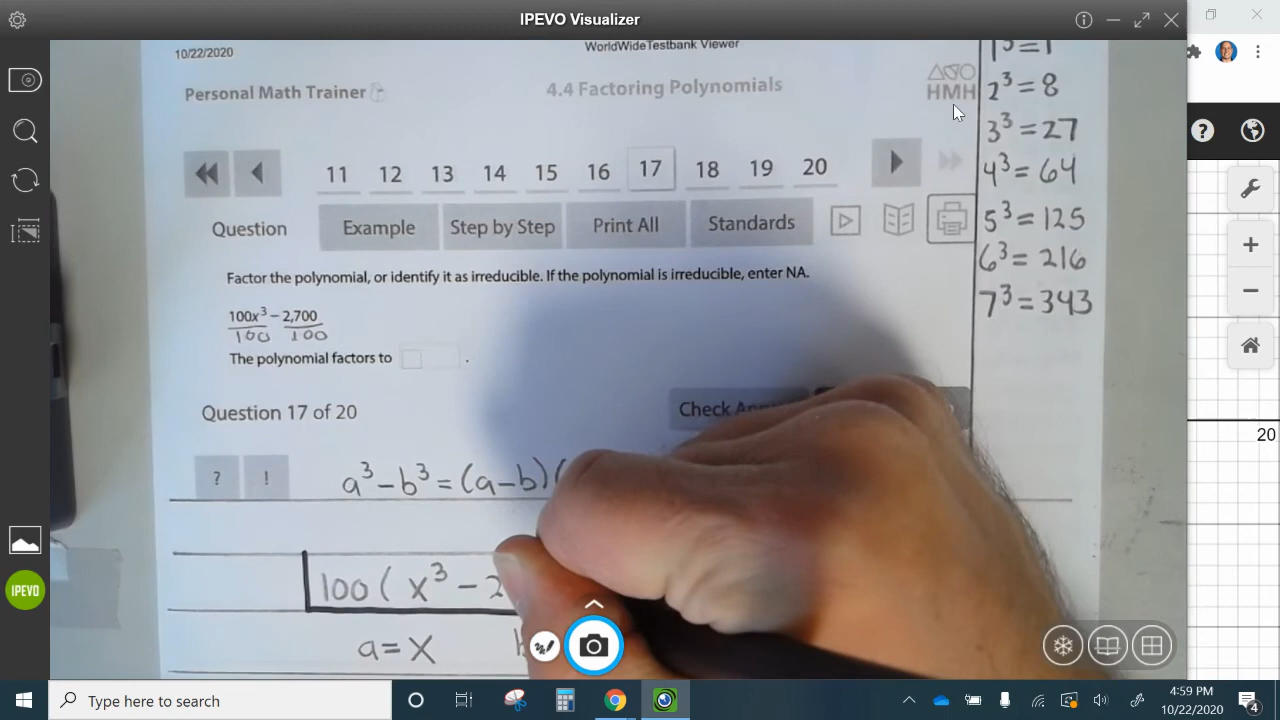 IPEVO Visualizer
10/22/2020
WorldWideTestbank Viewer
Personal Math Trainer
4.4 Factoring Polynomials
HMH
11 12 13 14 15 16 17 18 19 20
Question
Example
Step by Step
Print All
Standards
Factor the polynomial, or identify it as irreducible. If the polynomial is irreducible, enter NA.
100x³ − 2,700
100 100
The polynomial factors to .
Question 17 of 20
Check
? !
a³ − b³ = (a − b)(
100 ( x³ − 2
a = x
1³ = 1
2³ = 8
3³ = 27
4³ = 64
5³ = 125
6³ = 216
7³ = 343
20
IPEVO
Type here to search
4:59 PM
10/22/2020
4